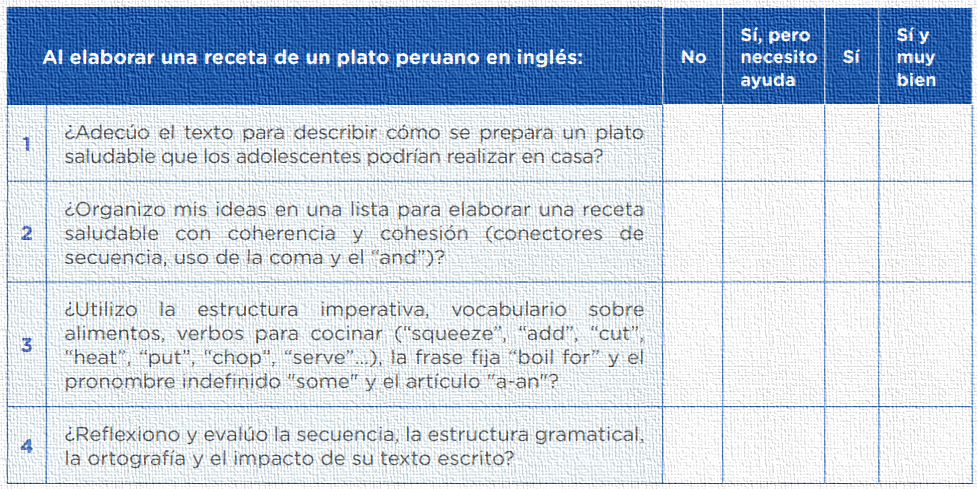 Al elaborar una receta de un plato peruano en inglés:
No
Sí, pero
necesito
ayuda
Sí
Sí y
muy
bien
1
¿Adecúo el texto para describir cómo se prepara un plato
saludable que los adolescentes podrían realizar en casa?
2
¿Organizo mis ideas en una lista para elaborar una receta
saludable con coherencia y cohesión (conectores de
secuencia, uso de la coma y el “and”)?
3
¿Utilizo la estructura imperativa, vocabulario sobre
alimentos, verbos para cocinar (“squeeze”, “add”, “cut”,
“heat”, “put”, “chop”, “serve”...), la frase fija “boil for” y el
pronombre indefinido "some" y el artículo "a-an"?
4
¿Reflexiono y evalúo la secuencia, la estructura gramatical,
la ortografía y el impacto de su texto escrito?